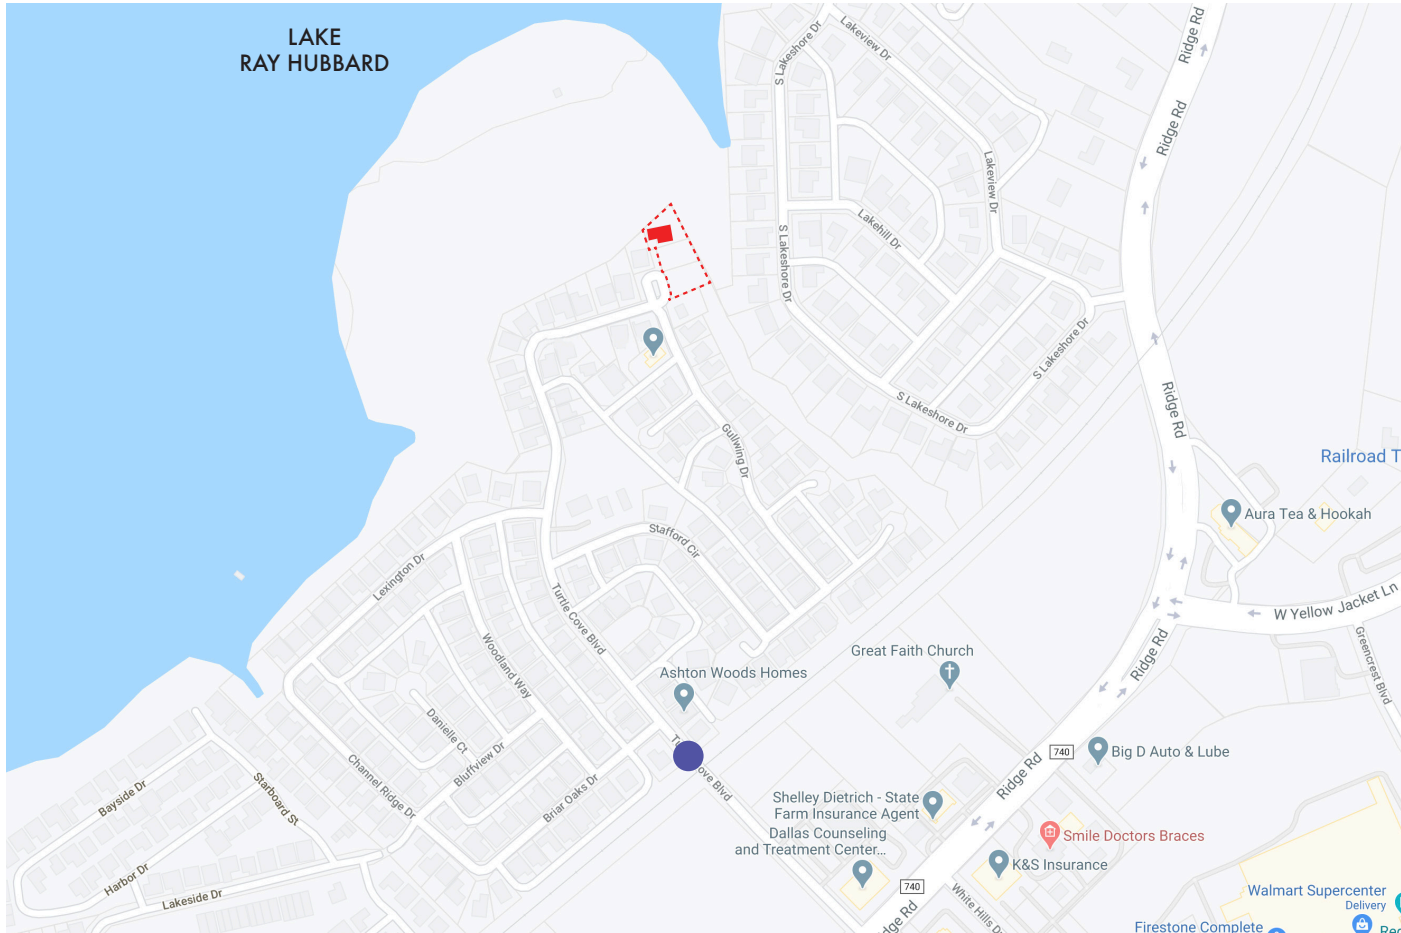 LAKE
RAY HUBBARD
S Lakeshore Dr
Lakeview Dr
Ridge Rd
Ridge Rd
Lakeview Dr
Lakehill Dr
S Lakeshore Dr
S Lakeshore Dr
S Lakeshore Dr
Ridge Rd
Gullwing Dr
Railroad T
Aura Tea & Hookah
Stafford Cir
Lexington Dr
Turtle Cove Blvd
W Yellow Jacket Ln
Greencrest Blvd
Woodland Way
Great Faith Church
Ridge Rd
Ashton Woods Homes
Danielle Ct
Bluffview Dr
Channel Ridge Dr
Briar Oaks Dr
Bayside Dr
Starboard St
Harbor Dr
Lakeside Dr
ove Blvd
740
Big D Auto & Lube
Ridge Rd
Shelley Dietrich - State
Farm Insurance Agent
Dallas Counseling
and Treatment Center...
Smile Doctors Braces
K&S Insurance
740
dge Rd
White Hills D
Walmart Supercenter
Delivery
Firestone Complete
Rec